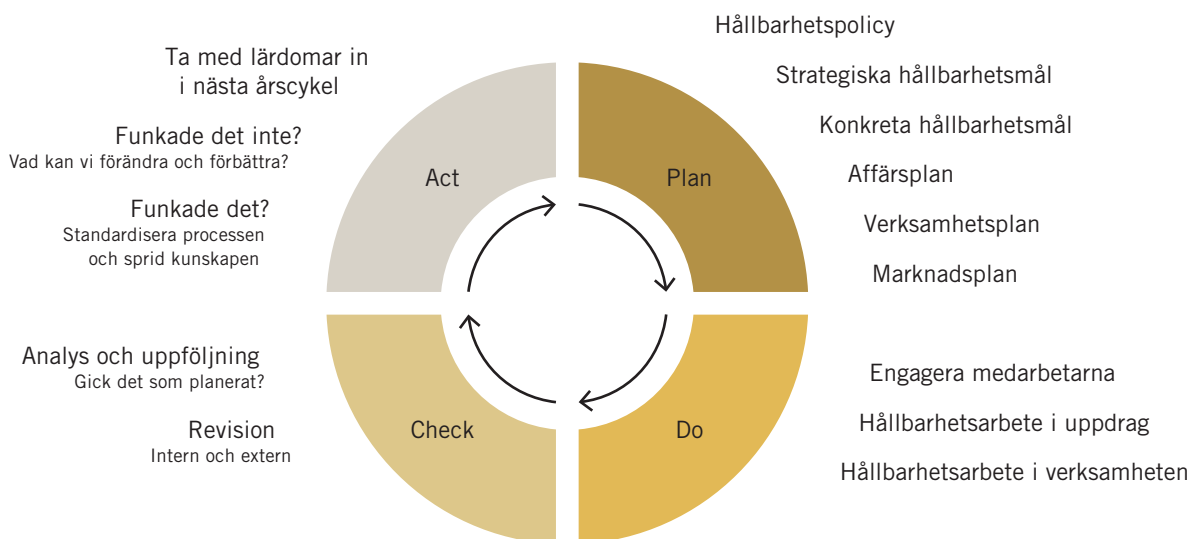 Hållbarhetspolicy
Strategiska hållbarhetsmål
Konkreta hållbarhetsmål
Affärsplan
Verksamhetsplan
Marknadsplan
Plan
Engagera medarbetarna
Hållbarhetsarbete i uppdrag
Hållbarhetsarbete i verksamheten
Do
Analys och uppföljning
Gick det som planerat?
Revision
Intern och extern
Check
Ta med lärdomar in
i nästa årscykel
Funkade det inte?
Vad kan vi förändra och förbättra?
Funkade det?
Standardisera processen
och sprid kunskapen
Act